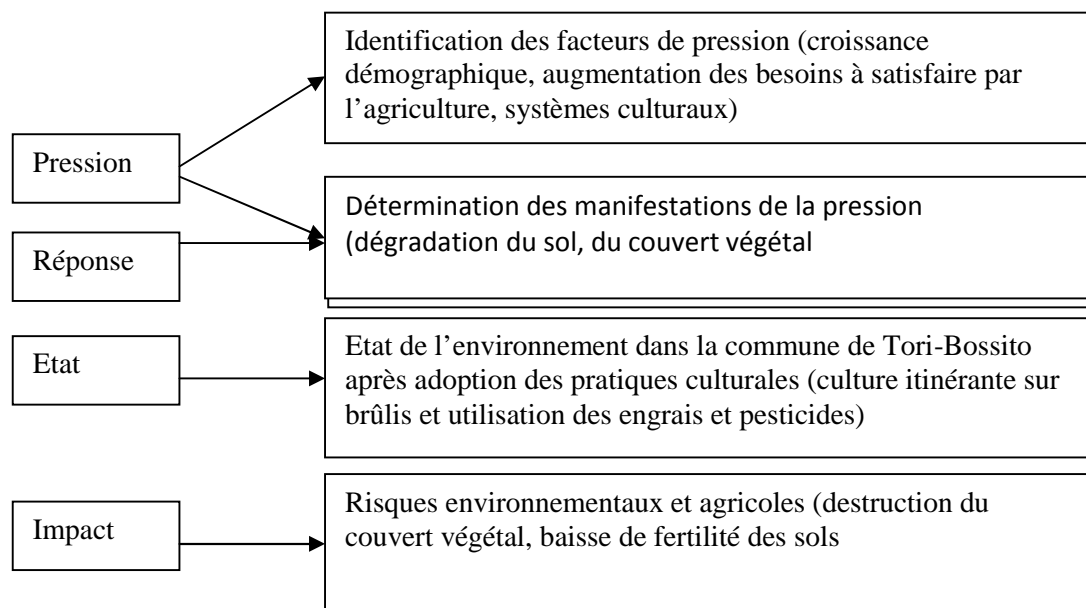 Pression
Identification des facteurs de pression (croissance
démographique, augmentation des besoins à satisfaire par
l’agriculture, systèmes culturaux)
Détermination des manifestations de la pression
(dégradation du sol, du couvert végétal
Réponse
Etat
Etat de l’environnement dans la commune de Tori-Bossito
après adoption des pratiques culturales (culture itinérante sur
brûlis et utilisation des engrais et pesticides)
Impact
Risques environnementaux et agricoles (destruction du
couvert végétal, baisse de fertilité des sols